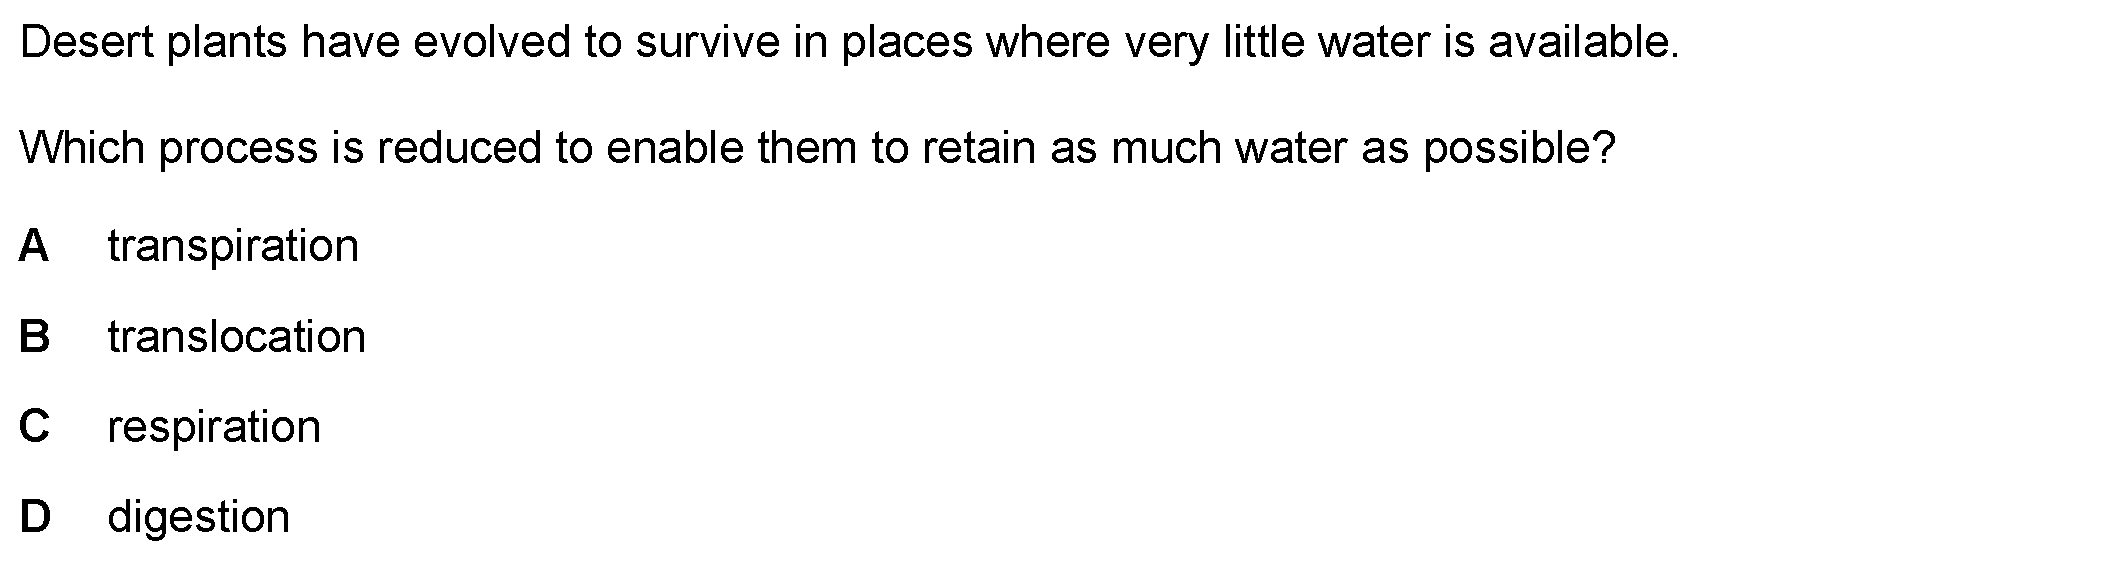 Desert plants have evolved to survive in places where very little water is available.
Which process is reduced to enable them to retain as much water as possible?
A transpiration
B translocation
C respiration
D digestion